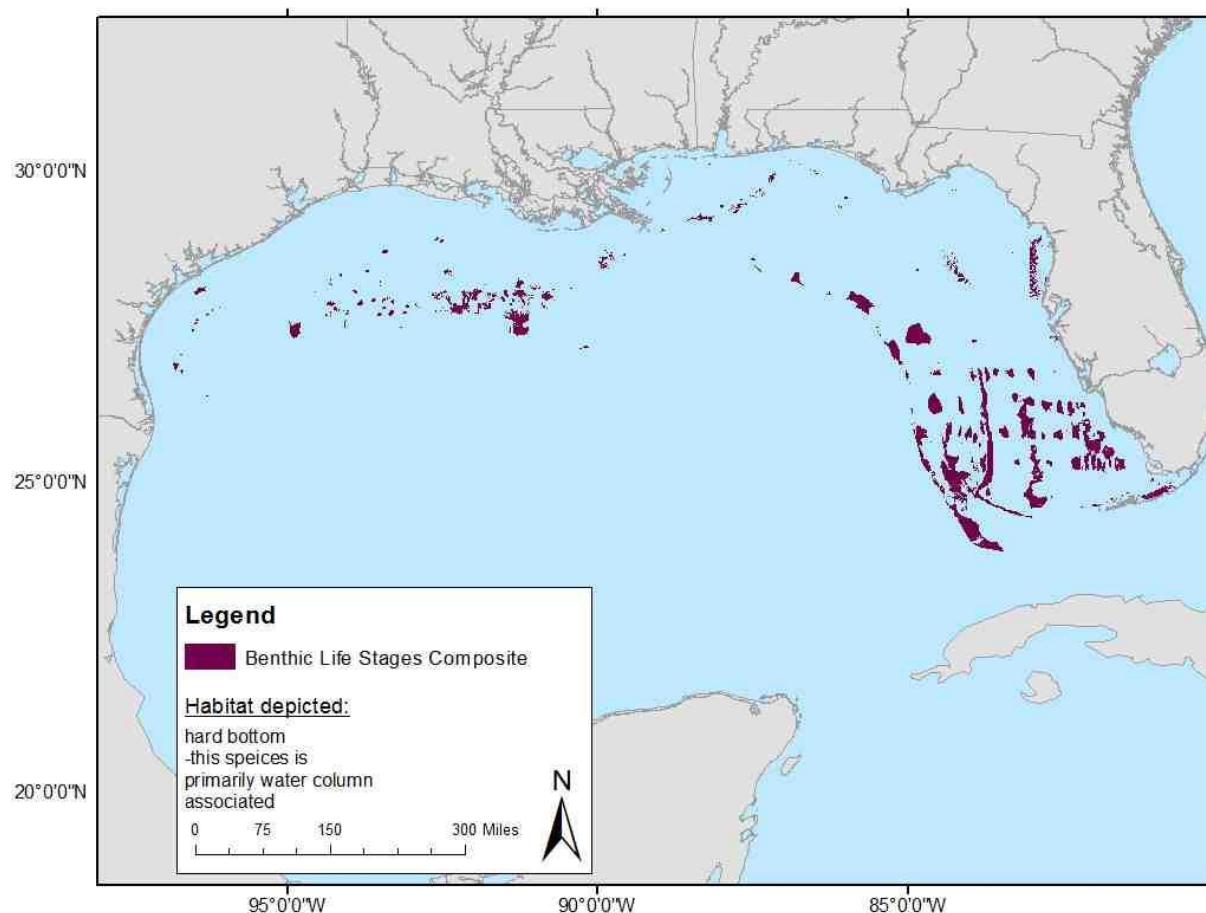 30°0'0"N
25°0'0"N
20°0'0"N
Legend
Benthic Life Stages Composite
Habitat depicted:
hard bottom
-this speices is
primarily water column
associated
N
0 75 150 300 Miles
95°0'0"W 90°0'0"W 85°0'0"W